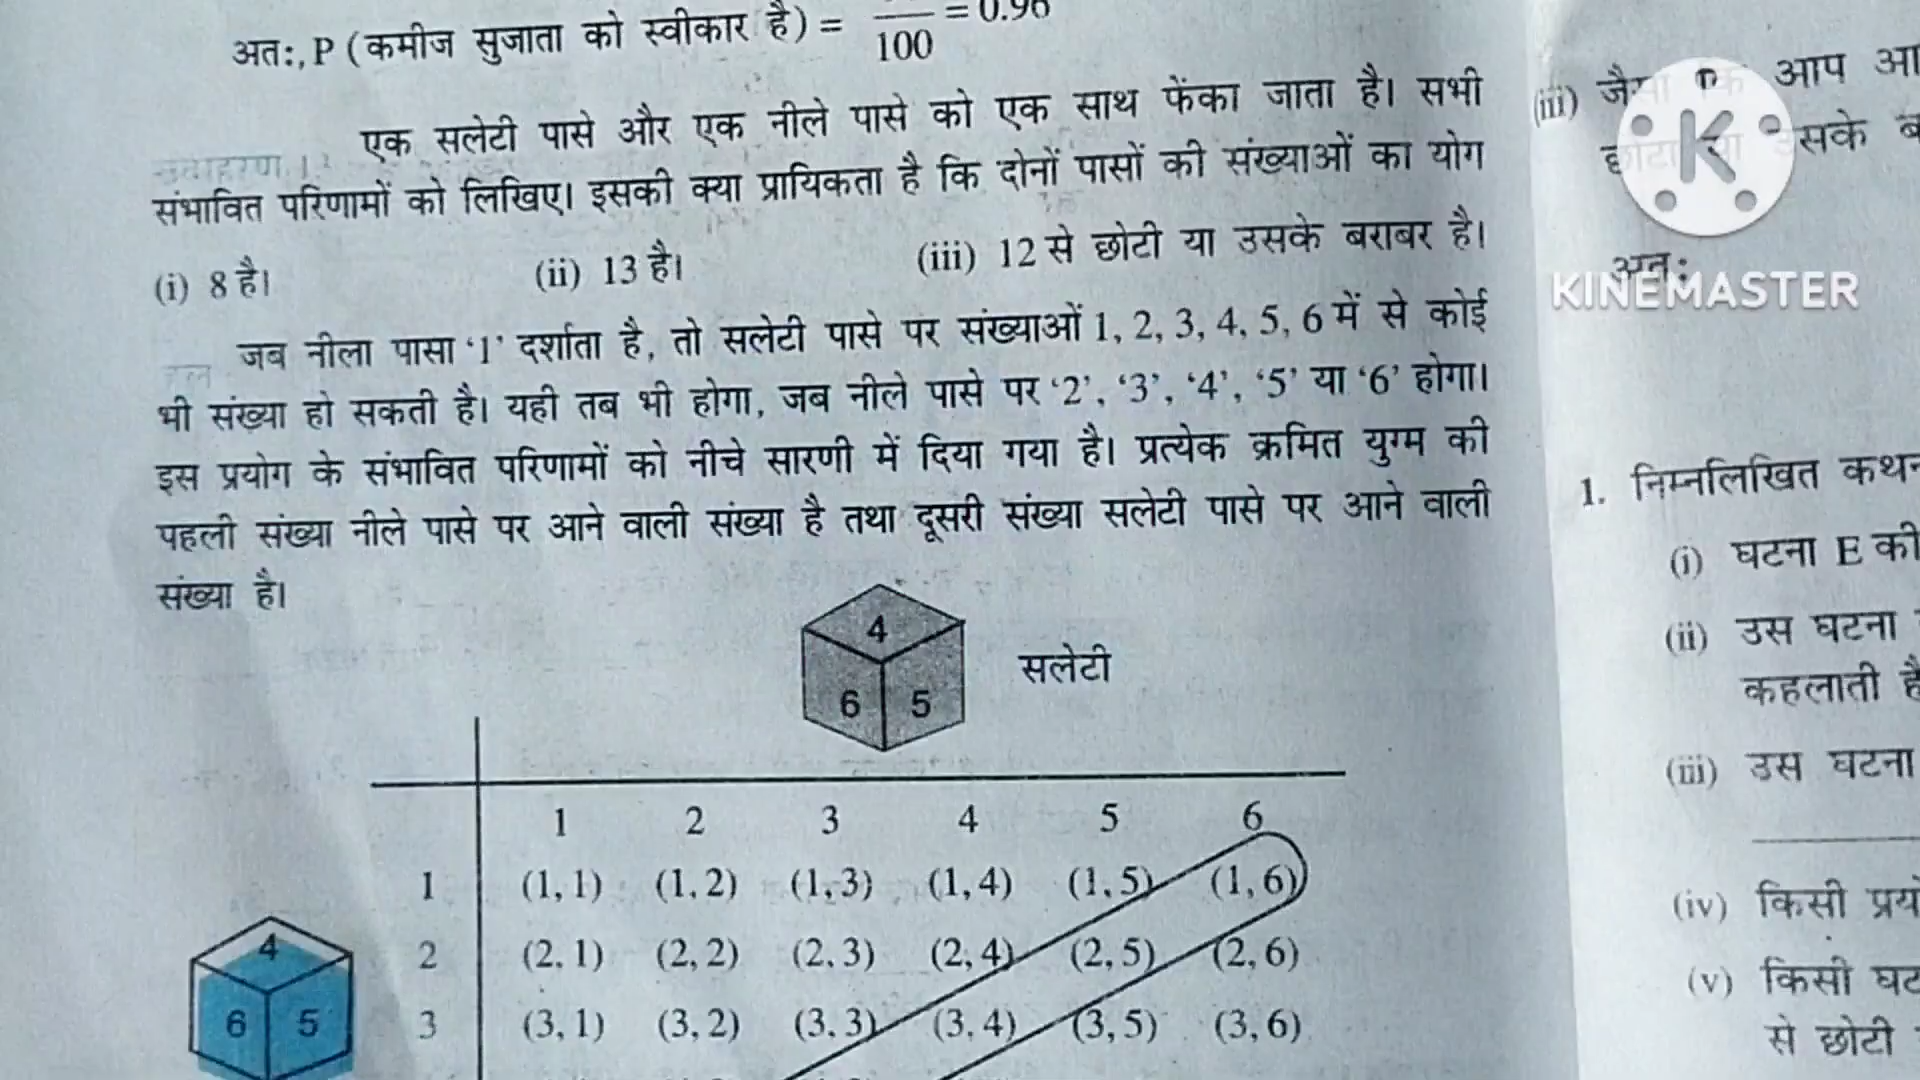 अतः, P (कमीज सुजाता को स्वीकार है) = 100 = 0.96
एक सलेटी पासे और एक नीले पासे को एक साथ फेंका जाता है। सभी
संभावित परिणामों को लिखिए। इसकी क्या प्रायिकता है कि दोनों पासों की संख्याओं का योग
(i) 8 है। (ii) 13 है। (iii) 12 से छोटी या उसके बराबर है।
जब नीला पासा ‘1’ दर्शाता है, तो सलेटी पासे पर संख्याओं 1, 2, 3, 4, 5, 6 में से कोई
भी संख्या हो सकती है। यही तब भी होगा, जब नीले पासे पर ‘2’, ‘3’, ‘4’, ‘5’ या ‘6’ होगा।
इस प्रयोग के संभावित परिणामों को नीचे सारणी में दिया गया है। प्रत्येक क्रमित युग्म की
पहली संख्या नीले पासे पर आने वाली संख्या है तथा दूसरी संख्या सलेटी पासे पर आने वाली
संख्या है।
4
6 5
सलेटी
1 2 3 4 5 6
1 (1, 1) (1, 2) (1, 3) (1, 4) (1, 5) (1, 6)
2 (2, 1) (2, 2) (2, 3) (2, 4) (2, 5) (2, 6)
3 (3, 1) (3, 2) (3, 3) (3, 4) (3, 5) (3, 6)
4
6 5
(iii) आप
अतः
K
KINEMASTER
1. निम्नलिखित
(i) घटना E की
(ii) उस घटना
कहलाती है
(iii) उस घटना
(iv) किसी
(v) किसी
से छोटी